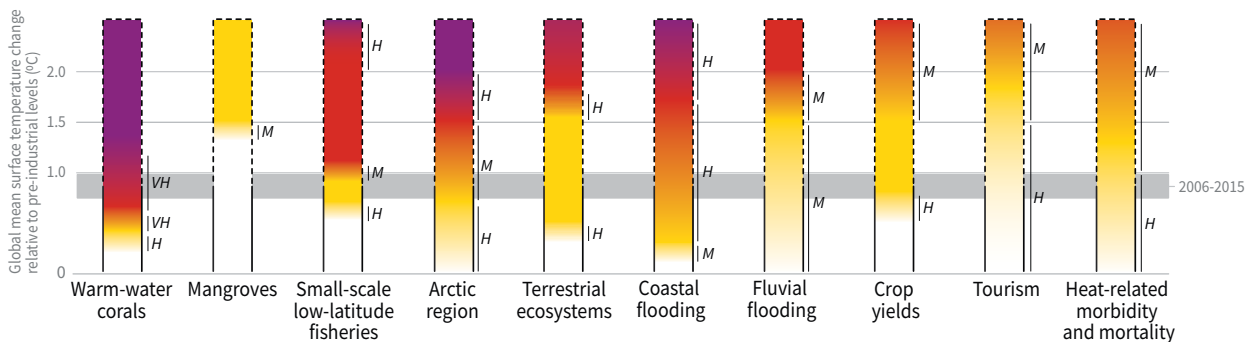 Global mean surface temperature change
relative to pre-industrial levels (°C)
2.0
1.5
1.0
0
2006-2015
VH
VH
H
M
H
M
H
H
M
H
H
H
H
H
M
M
M
M
H
M
H
M
H
Warm-water
corals
Mangroves
Small-scale
low-latitude
fisheries
Arctic
region
Terrestrial
ecosystems
Coastal
flooding
Fluvial
flooding
Crop
yields
Tourism
Heat-related
morbidity
and mortality